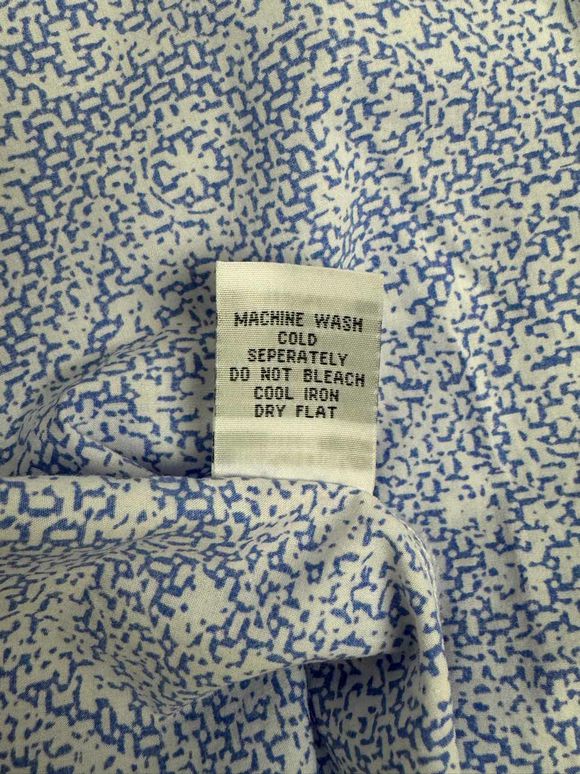 MACHINE WASH
COLD
SEPERATELY
DO NOT BLEACH
COOL IRON
DRY FLAT